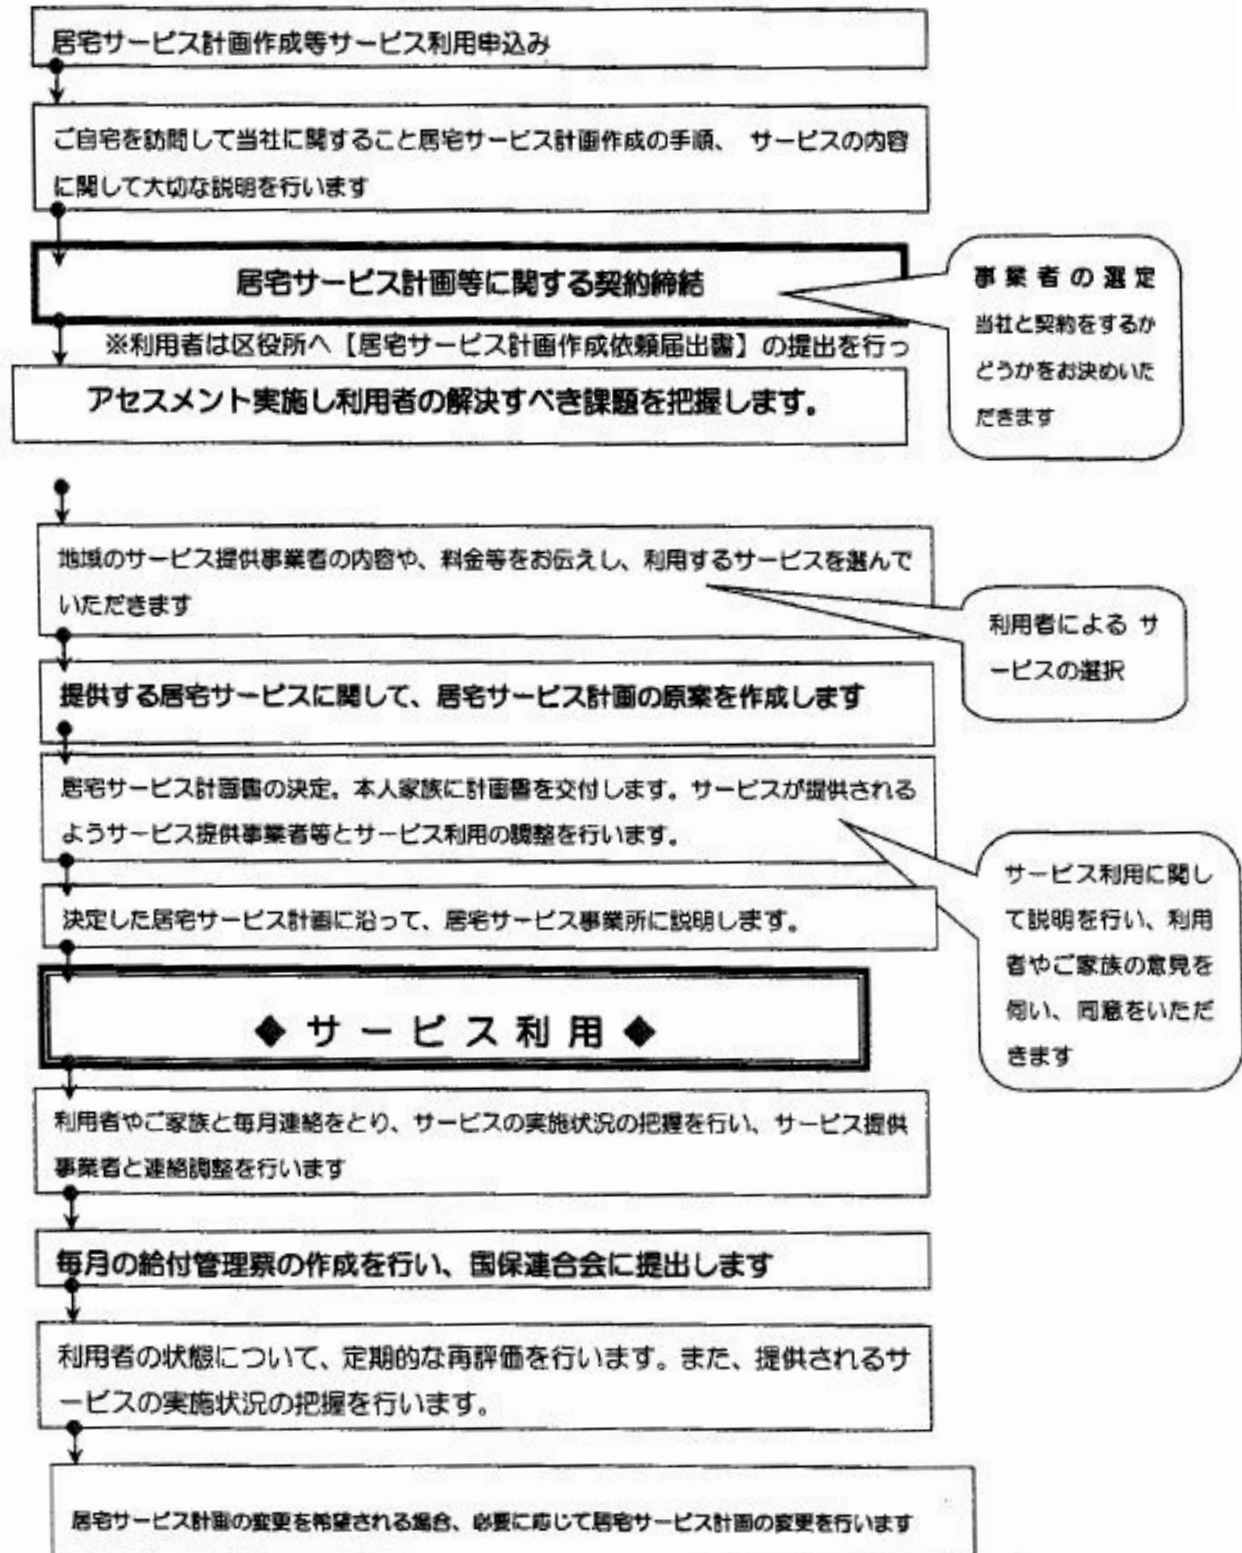 居宅サービス計画作成等サービス利用申込み
ご自宅を訪問して当社に関すること居宅サービス計画作成の手順、 サービスの内容
に関して大切な説明を行います
居宅サービス計画等に関する契約締結
事業者の選定
当社と契約をするか
どうかをお決めいた
だきます
※利用者は区役所へ【居宅サービス計画作成依頼届出書】の提出を行っ
アセスメント実施し利用者の解決すべき課題を把握します。
地域のサービス提供事業者の内容や、料金等をお伝えし、利用するサービスを選んで
いただきます
利用者による サ
ービスの選択
提供する居宅サービスに関して、居宅サービス計画の原案を作成します
居宅サービス計画書の決定。本人家族に計画書を交付します。サービスが提供される
ようサービス提供事業者等とサービス利用の調整を行います。
サービス利用に関し
て説明を行い、利用
者やご家族の意見を
伺い、同意をいただ
きます
決定した居宅サービス計画に沿って、居宅サービス事業所に説明します。
◆ サ ー ビ ス 利 用 ◆
利用者やご家族と毎月連絡をとり、サービスの実施状況の把握を行い、サービス提供
事業者と連絡調整を行います
毎月の給付管理票の作成を行い、国保連合会に提出します
利用者の状態について、定期的な再評価を行います。また、提供されるサ
ービスの実施状況の把握を行います。
居宅サービス計画の変更を希望される場合、必要に応じて居宅サービス計画の変更を行います